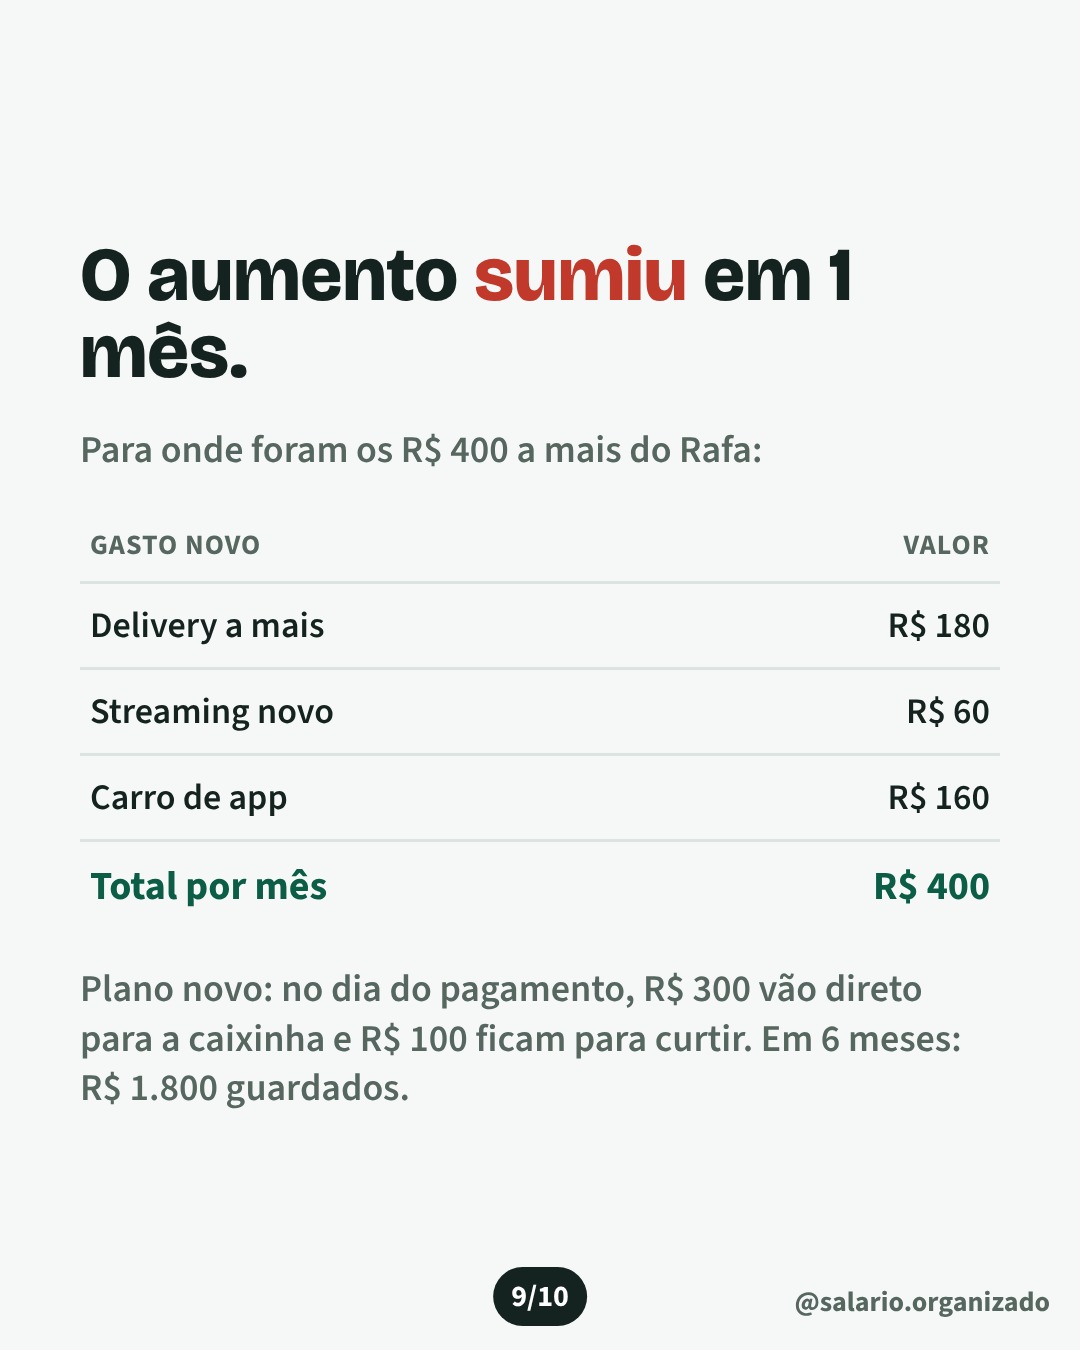 O aumento sumiu em 1
mês.
Para onde foram os R$ 400 a mais do Rafa:
GASTO NOVO VALOR
Delivery a mais R$ 180
Streaming novo R$ 60
Carro de app R$ 160
Total por mês R$ 400
Plano novo: no dia do pagamento, R$ 300 vão direto
para a caixinha e R$ 100 ficam para curtir. Em 6 meses:
R$ 1.800 guardados.
9/10
@salario.organizado